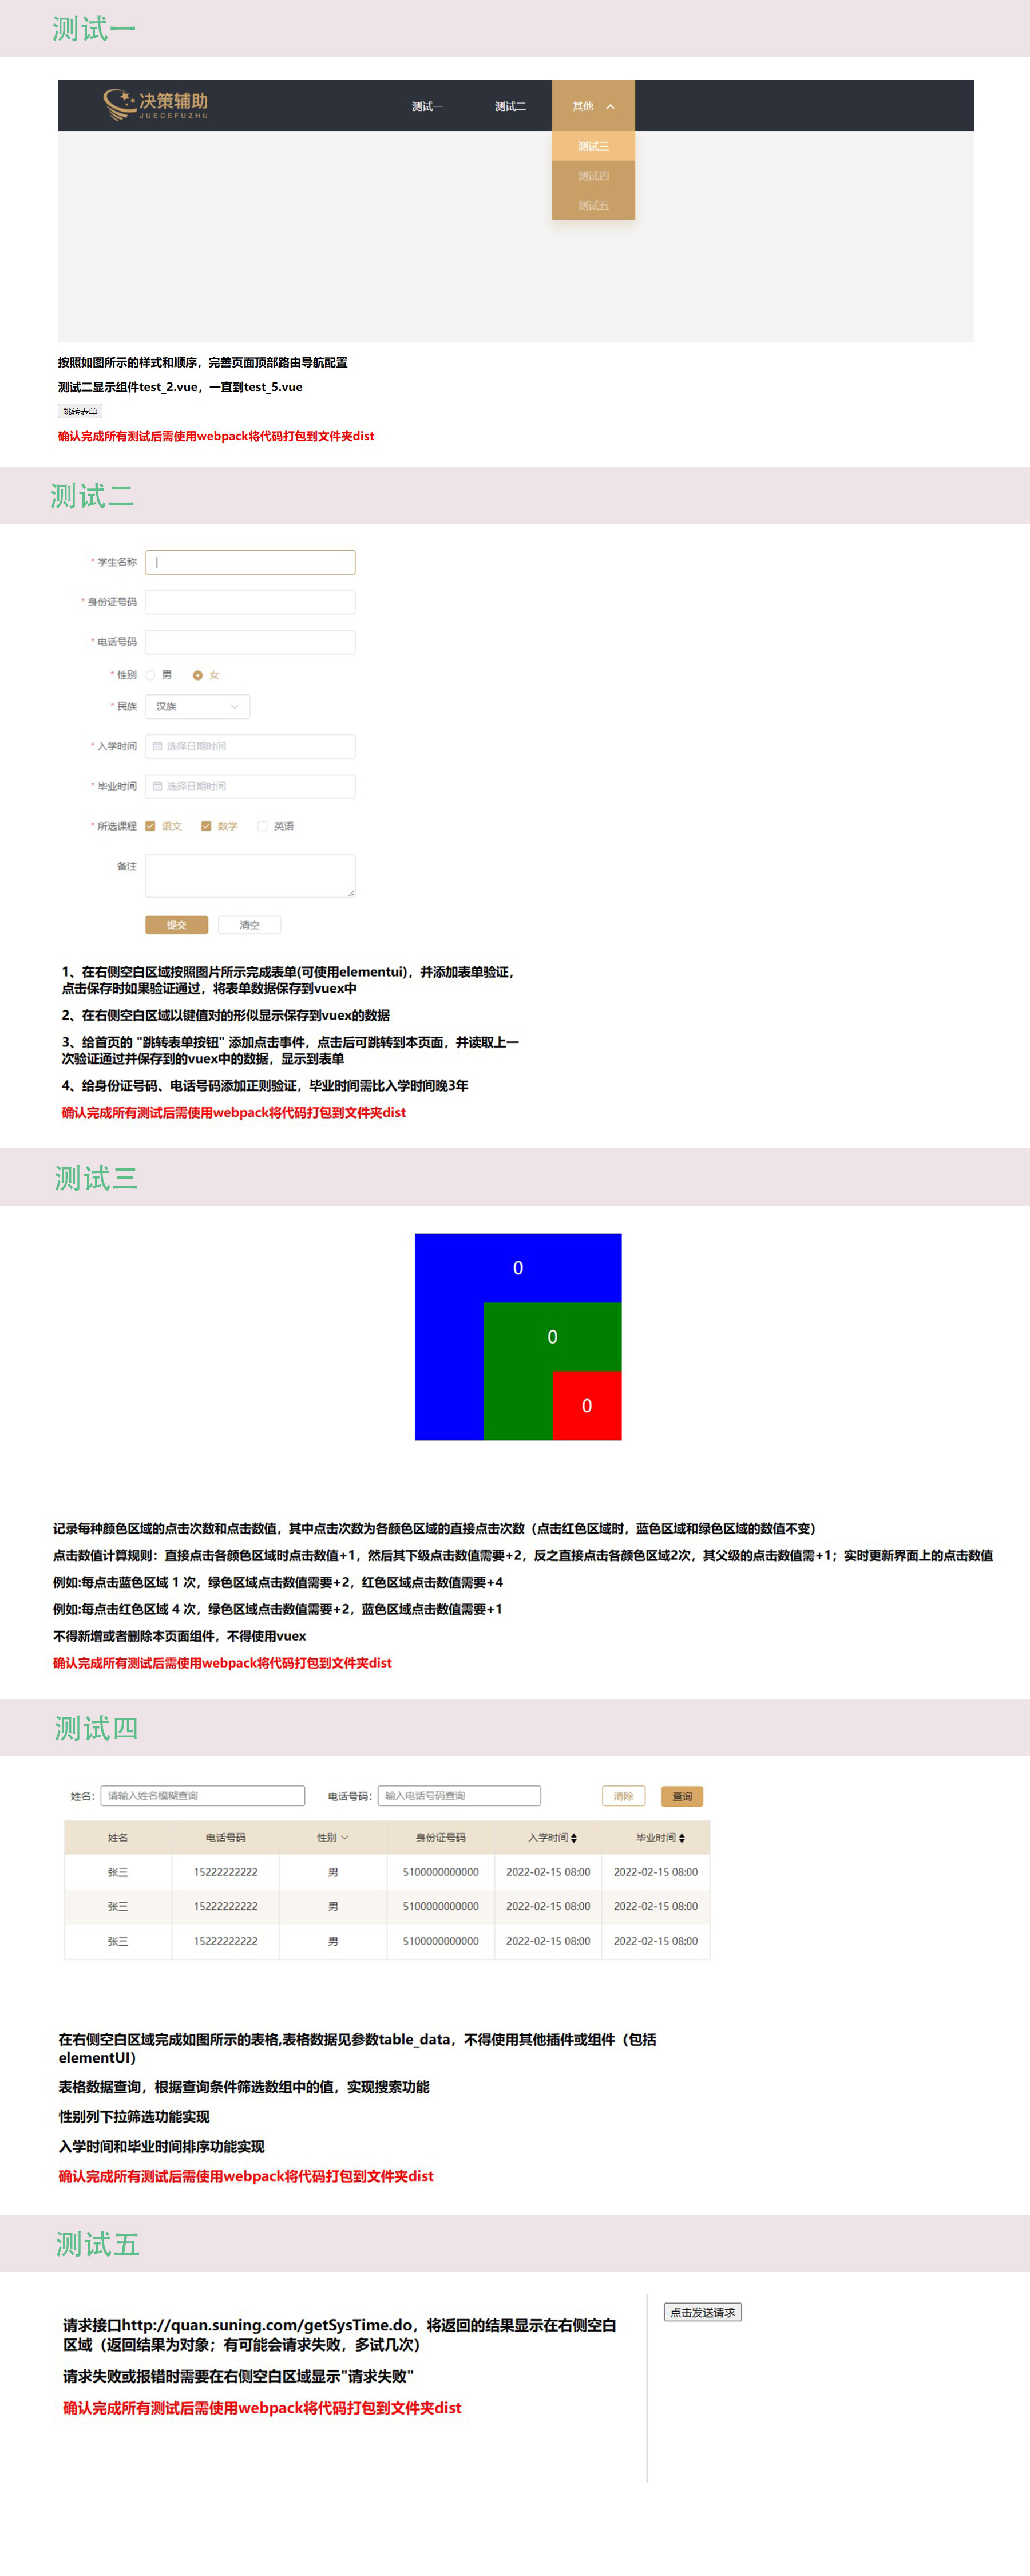 测试一
决策辅助
JUECEFUZHU
测试一 测试二 其他
测试三
测试四
测试五
按照如图所示的样式和顺序，完善页面顶部路由导航配置
测试二显示组件test_2.vue，一直到test_5.vue
跳转表单
确认完成所有测试后需使用webpack将代码打包到文件夹dist
测试二
* 学生名称
* 身份证号码
* 电话号码
* 性别 男 女
* 民族 汉族
* 入学时间 选择日期时间
* 毕业时间 选择日期时间
* 所选课程 语文 数学 英语
备注
提交 清空
1、在右侧空白区域按照图片所示完成表单(可使用elementui)，并添加表单验证，
点击保存时如果验证通过，将表单数据保存到vuex中
2、在右侧空白区域以键值对的形似显示保存到vuex的数据
3、给首页的 "跳转表单按钮" 添加点击事件，点击后可跳转到本页面，并读取上一
次验证通过并保存到的vuex中的数据，显示到表单
4、给身份证号码、电话号码添加正则验证，毕业时间需比入学时间晚3年
确认完成所有测试后需使用webpack将代码打包到文件夹dist
测试三
0
0
0
记录每种颜色区域的点击次数和点击数值，其中点击次数为各颜色区域的直接点击次数（点击红色区域时，蓝色区域和绿色区域的数值不变）
点击数值计算规则：直接点击各颜色区域时点击数值+1，然后其下级点击数值需要+2，反之直接点击各颜色区域2次，其父级的点击数值需+1；实时更新界面上的点击数值
例如:每点击蓝色区域 1 次，绿色区域点击数值需要+2，红色区域点击数值需要+4
例如:每点击红色区域 4 次，绿色区域点击数值需要+2，蓝色区域点击数值需要+1
不得新增或者删除本页面组件，不得使用vuex
确认完成所有测试后需使用webpack将代码打包到文件夹dist
测试四
姓名： 请输入姓名模糊查询 电话号码： 输入电话号码查询 清除 查询
姓名 电话号码 性别 身份证号码 入学时间 毕业时间
张三 15222222222 男 5100000000000 2022-02-15 08:00 2022-02-15 08:00
张三 15222222222 男 5100000000000 2022-02-15 08:00 2022-02-15 08:00
张三 15222222222 男 5100000000000 2022-02-15 08:00 2022-02-15 08:00
在右侧空白区域完成如图所示的表格,表格数据见参数table_data，不得使用其他插件或组件（包括
elementUI）
表格数据查询，根据查询条件筛选数组中的值，实现搜索功能
性别列下拉筛选功能实现
入学时间和毕业时间排序功能实现
确认完成所有测试后需使用webpack将代码打包到文件夹dist
测试五
点击发送请求
请求接口http://quan.suning.com/getSysTime.do，将返回的结果显示在右侧空白
区域（返回结果为对象；有可能会请求失败，多试几次）
请求失败或报错时需要在右侧空白区域显示"请求失败"
确认完成所有测试后需使用webpack将代码打包到文件夹dist